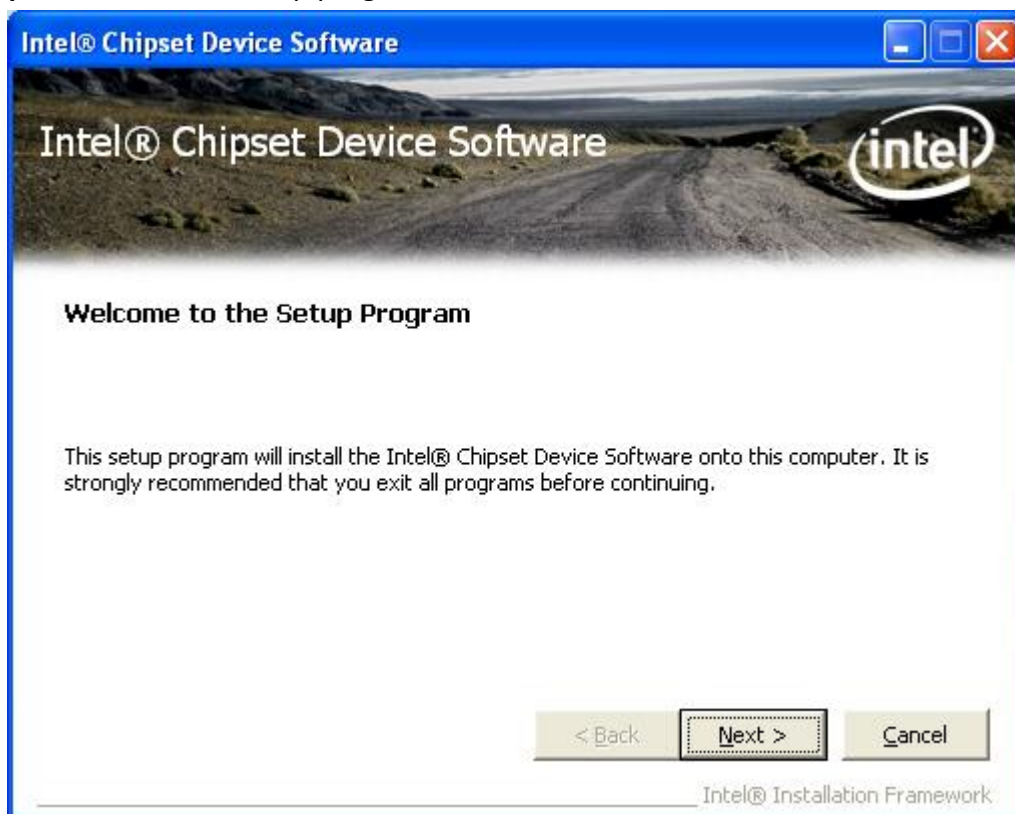 Intel® Chipset Device Software
Intel® Chipset Device Software
intel
Welcome to the Setup Program
This setup program will install the Intel® Chipset Device Software onto this computer. It is
strongly recommended that you exit all programs before continuing.
< Back Next > Cancel
Intel® Installation Framework